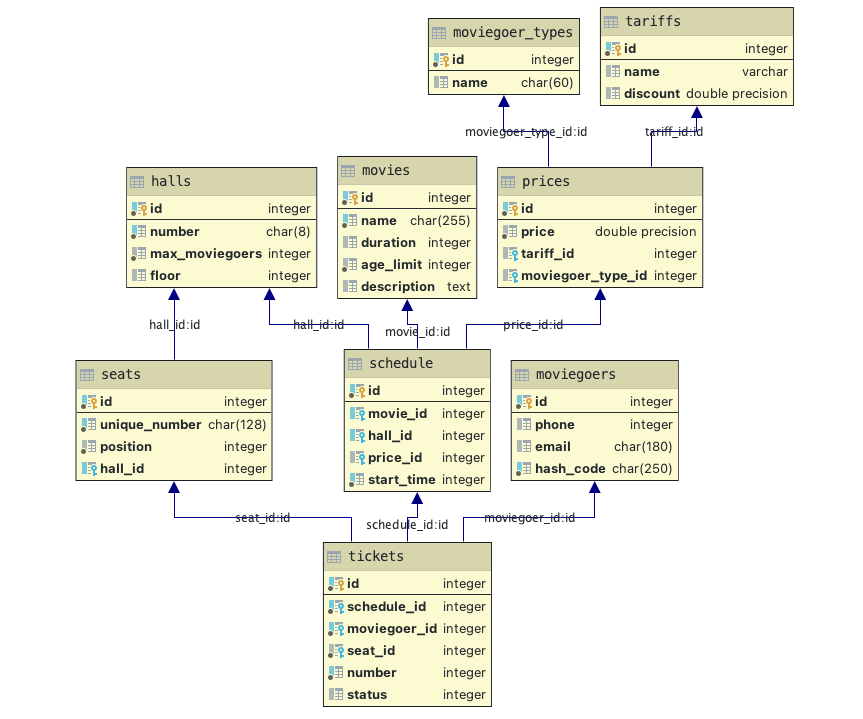 moviegoer_types
id integer
name char(60)
tariffs
id integer
name varchar
discount double precision
moviegoer_type_id:id
tariff_id:id
halls
id integer
number char(8)
max_moviegoers integer
floor integer
movies
id integer
name char(255)
duration integer
age_limit integer
description text
prices
id integer
price double precision
tariff_id integer
moviegoer_type_id integer
hall_id:id
hall_id:id
movie_id:id
price_id:id
seats
id integer
unique_number char(128)
position integer
hall_id integer
schedule
id integer
movie_id integer
hall_id integer
price_id integer
start_time integer
moviegoers
id integer
phone integer
email char(180)
hash_code char(250)
seat_id:id
schedule_id:id
moviegoer_id:id
tickets
id integer
schedule_id integer
moviegoer_id integer
seat_id integer
number integer
status integer